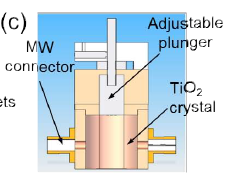 (c)
Adjustable
plunger
MW
connector
TiO₂
crystal
ets